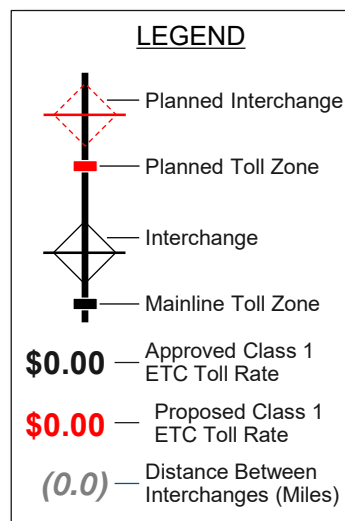 LEGEND
Planned Interchange
Planned Toll Zone
Interchange
Mainline Toll Zone
$0.00
Approved Class 1
ETC Toll Rate
$0.00
Proposed Class 1
ETC Toll Rate
(0.0)
Distance Between
Interchanges (Miles)